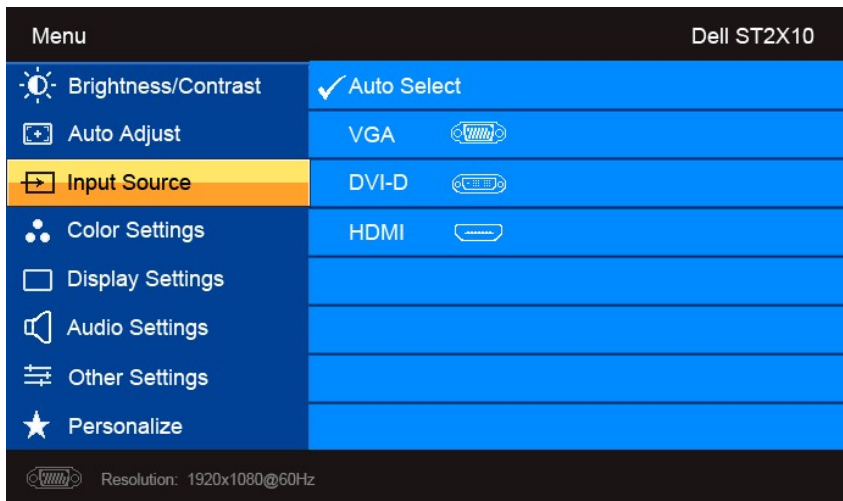 Menu
Dell ST2X10
Brightness/Contrast
Auto Adjust
Input Source
Color Settings
Display Settings
Audio Settings
Other Settings
Personalize
Auto Select
VGA
DVI-D
HDMI
Resolution: 1920x1080@60Hz